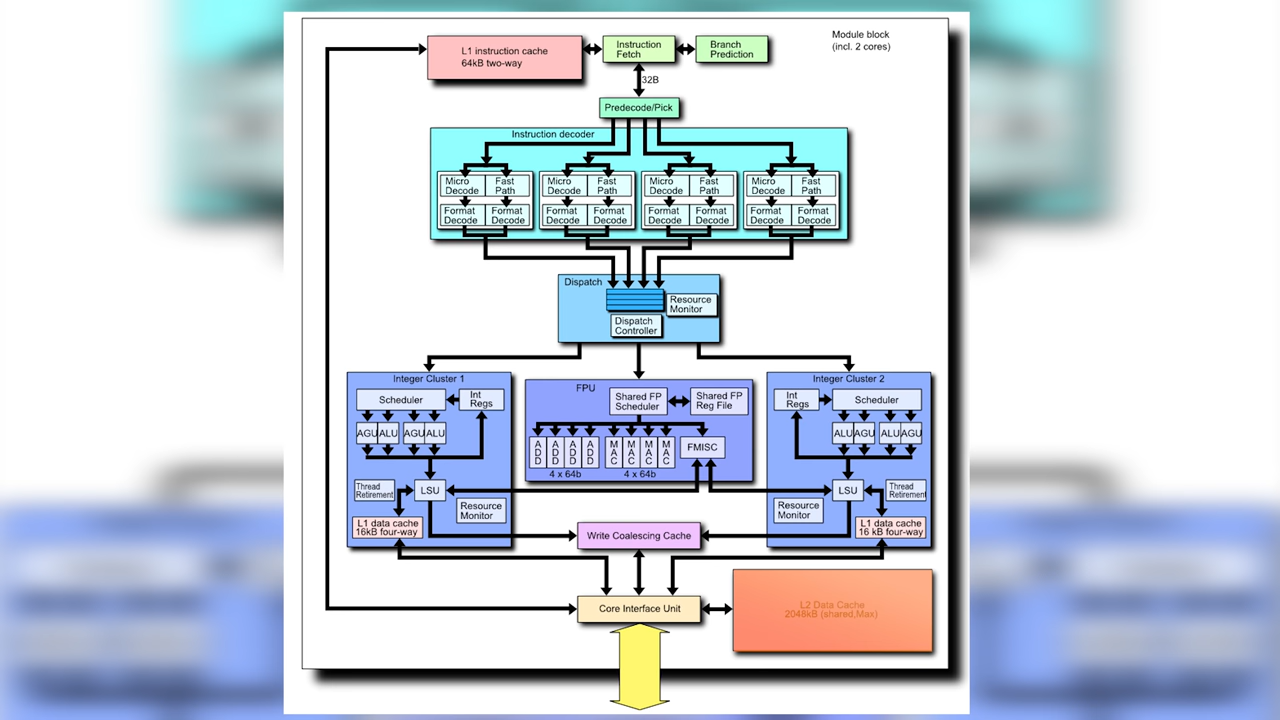 Module block
(incl. 2 cores)
L1 instruction cache
64kB two-way
Instruction
Fetch
Branch
Prediction
32B
Predecode/Pick
Instruction decoder
Micro
Decode
Fast
Path
Micro
Decode
Fast
Path
Micro
Decode
Fast
Path
Micro
Decode
Fast
Path
Format
Decode
Format
Decode
Format
Decode
Format
Decode
Format
Decode
Format
Decode
Format
Decode
Format
Decode
Dispatch
Resource
Monitor
Dispatch
Controller
Integer Cluster 1
Scheduler
Int
Regs
AGU
ALU
AGU
ALU
Thread
Retirement
LSU
Resource
Monitor
L1 data cache
16kB four-way
FPU
Shared FP
Scheduler
Shared FP
Reg File
ADD
ADD
ADD
ADD
MAC
MAC
MAC
MAC
FMISC
4 x 64b
4 x 64b
Integer Cluster 2
Int
Regs
Scheduler
ALU
AGU
ALU
AGU
LSU
Thread
Retirement
Resource
Monitor
L1 data cache
16 kB four-way
Write Coalescing Cache
Core Interface Unit
L2 Data Cache
2048kB (shared,Max)